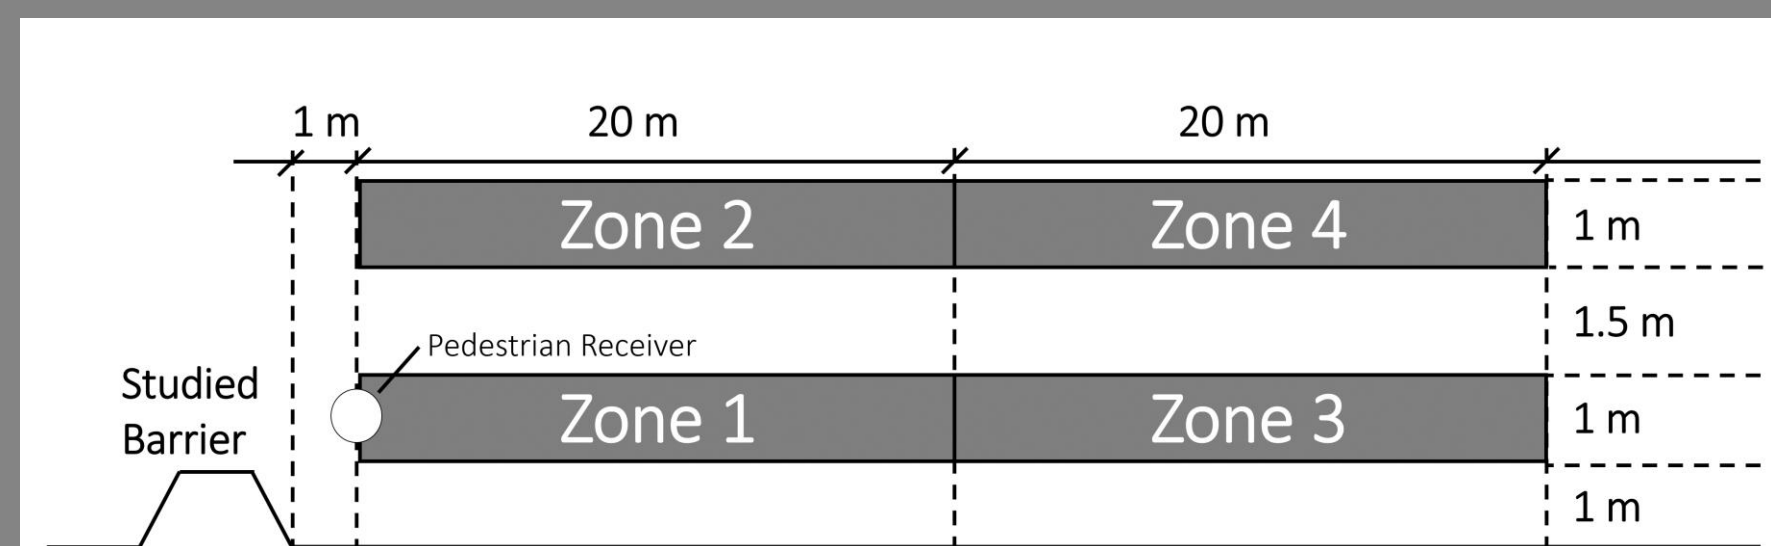 1 m
20 m
20 m
Zone 2
Zone 4
1 m
1.5 m
Pedestrian Receiver
Studied
Barrier
Zone 1
Zone 3
1 m
1 m